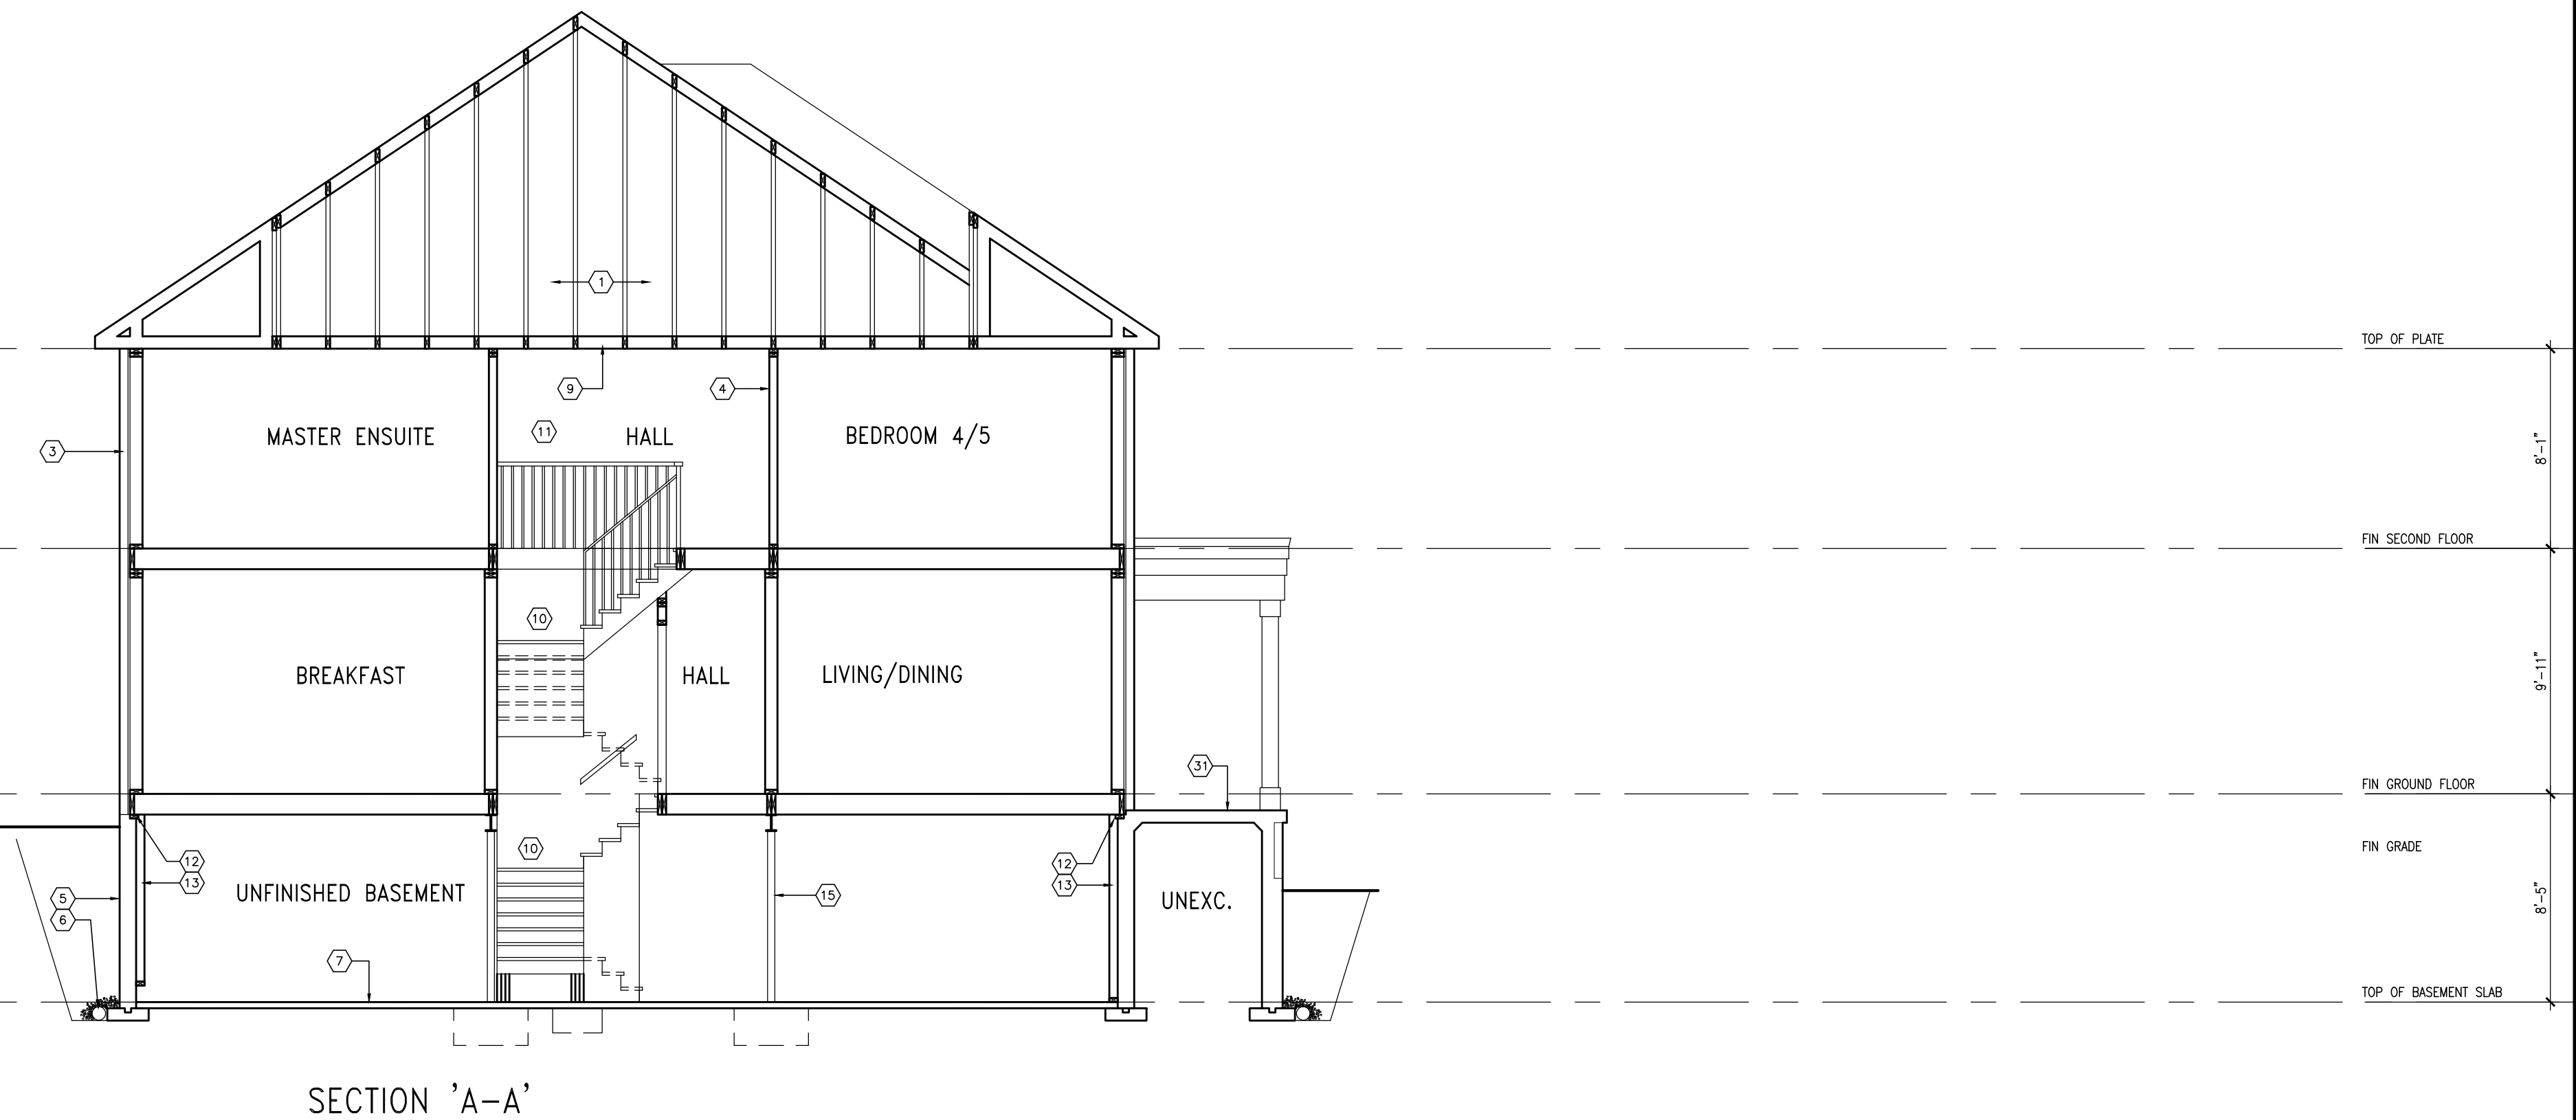 1
TOP OF PLATE
9
4
MASTER ENSUITE
11
HALL
BEDROOM 4/5
3
8'-1"
FIN SECOND FLOOR
10
BREAKFAST
HALL
LIVING/DINING
9'-11"
31
FIN GROUND FLOOR
10
FIN GRADE
12
13
12
13
5
6
UNFINISHED BASEMENT
15
UNEXC.
8'-5"
7
TOP OF BASEMENT SLAB
SECTION 'A-A'